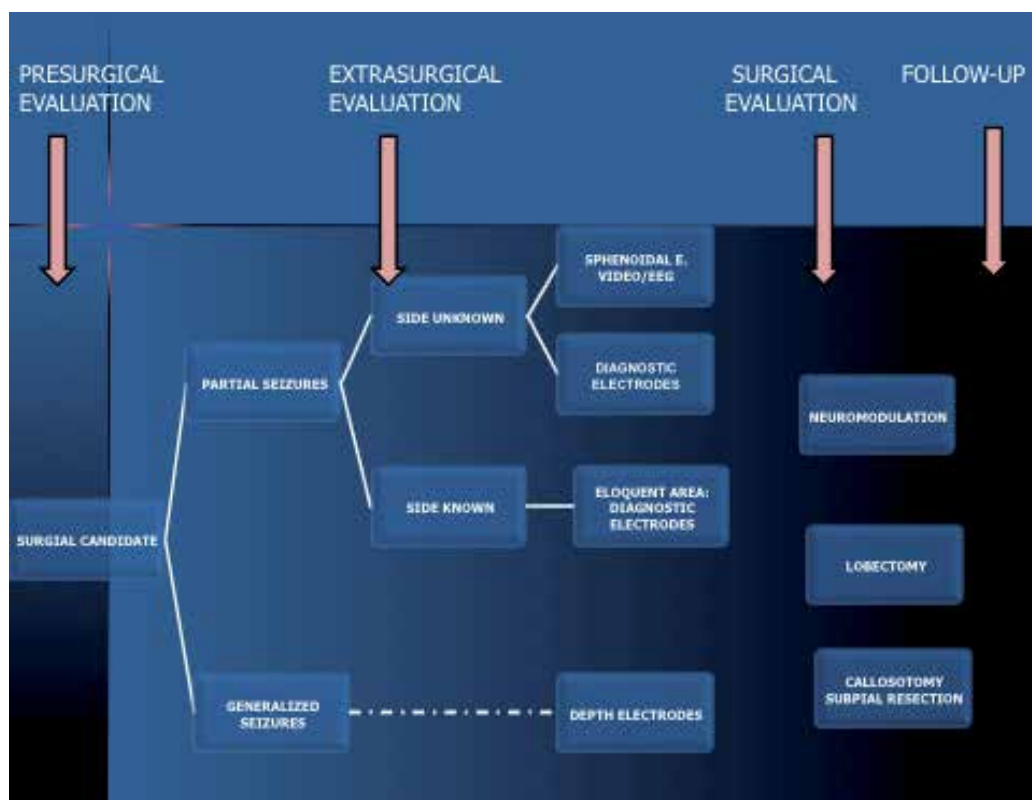 PRESURGICAL
EVALUATION
EXTRASURGICAL
EVALUATION
SURGICAL
EVALUATION
FOLLOW-UP
SPHENOIDAL E.
VIDEO/EEG
SIDE UNKNOWN
PARTIAL SEIZURES
DIAGNOSTIC
ELECTRODES
NEUROMODULATION
SIDE KNOWN
ELOQUENT AREA:
DIAGNOSTIC
ELECTRODES
SURGIAL CANDIDATE
LOBECTOMY
GENERALIZED
SEIZURES
DEPTH ELECTRODES
CALLOSOTOMY
SUBPIAL RESECTION